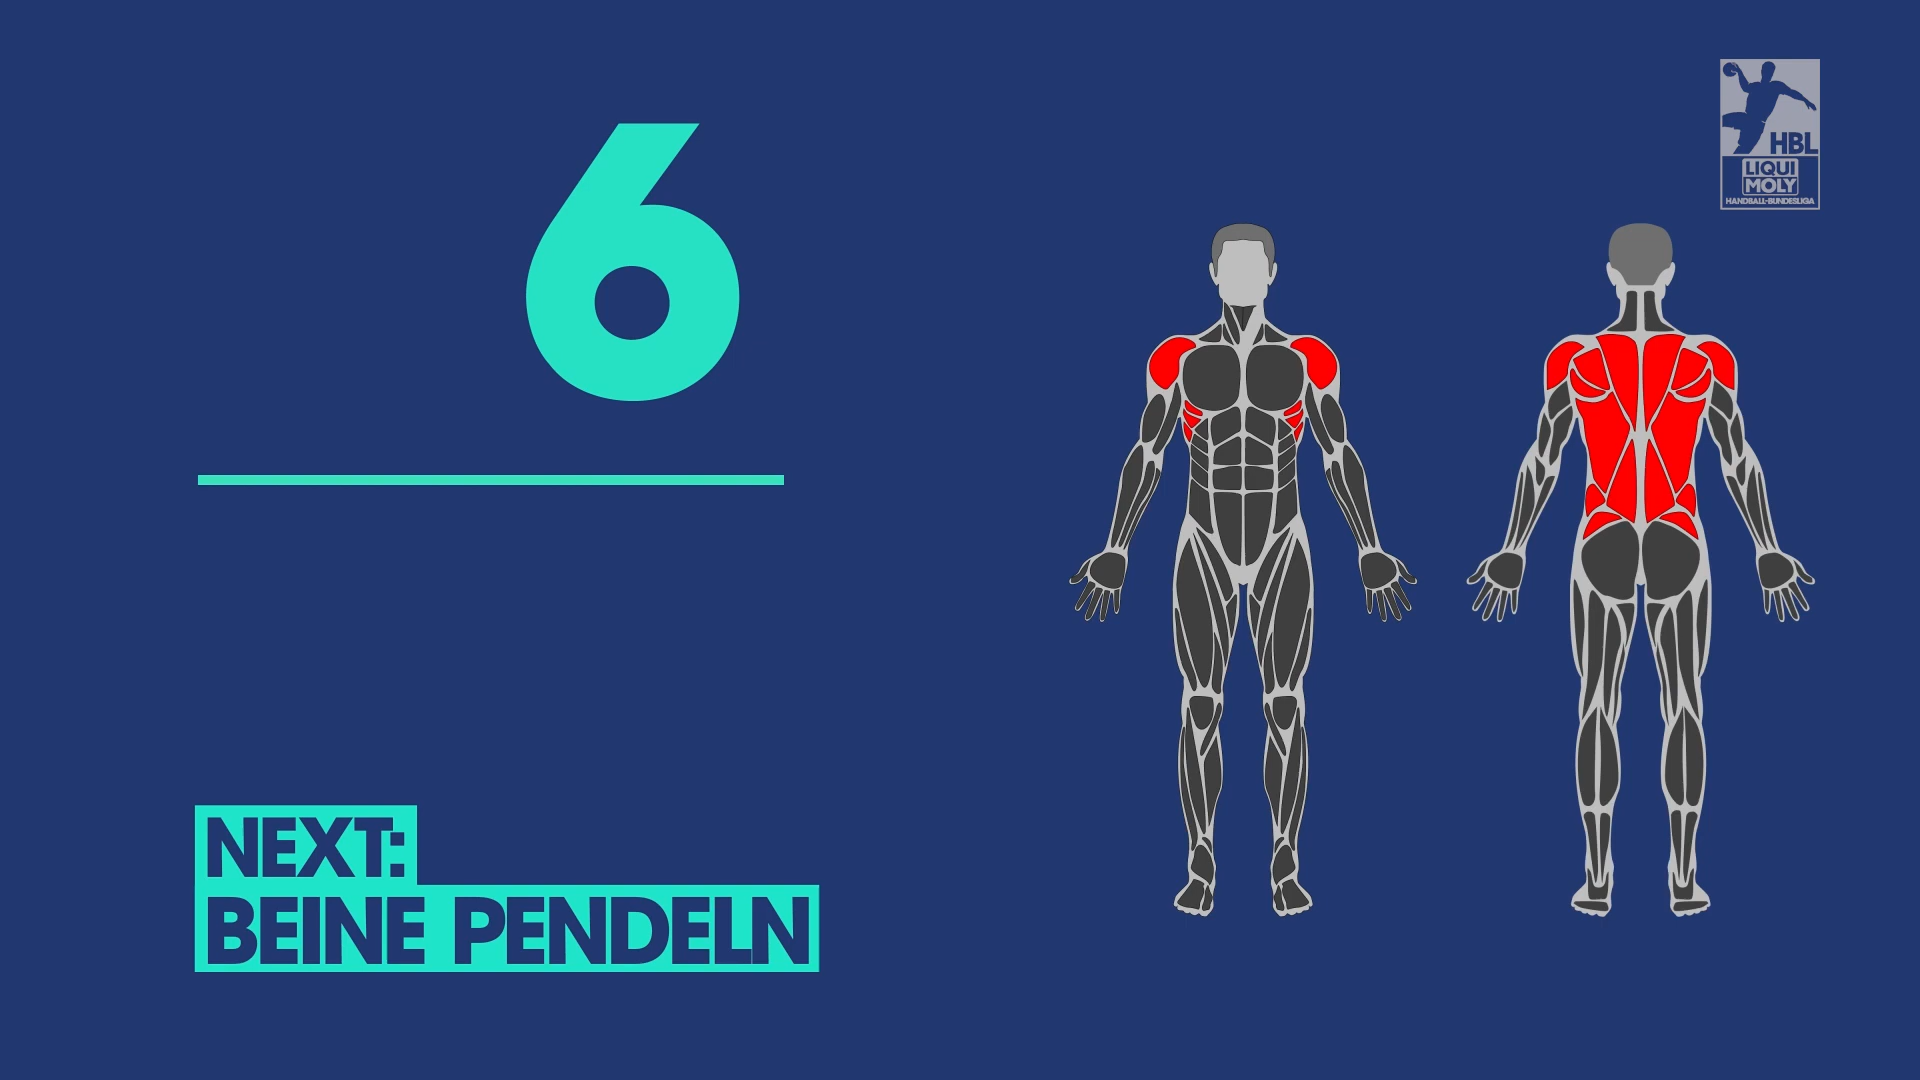 6
HBL
LIQUI
MOLY
HANDBALL-BUNDESLIGA
NEXT:
BEINE PENDELN